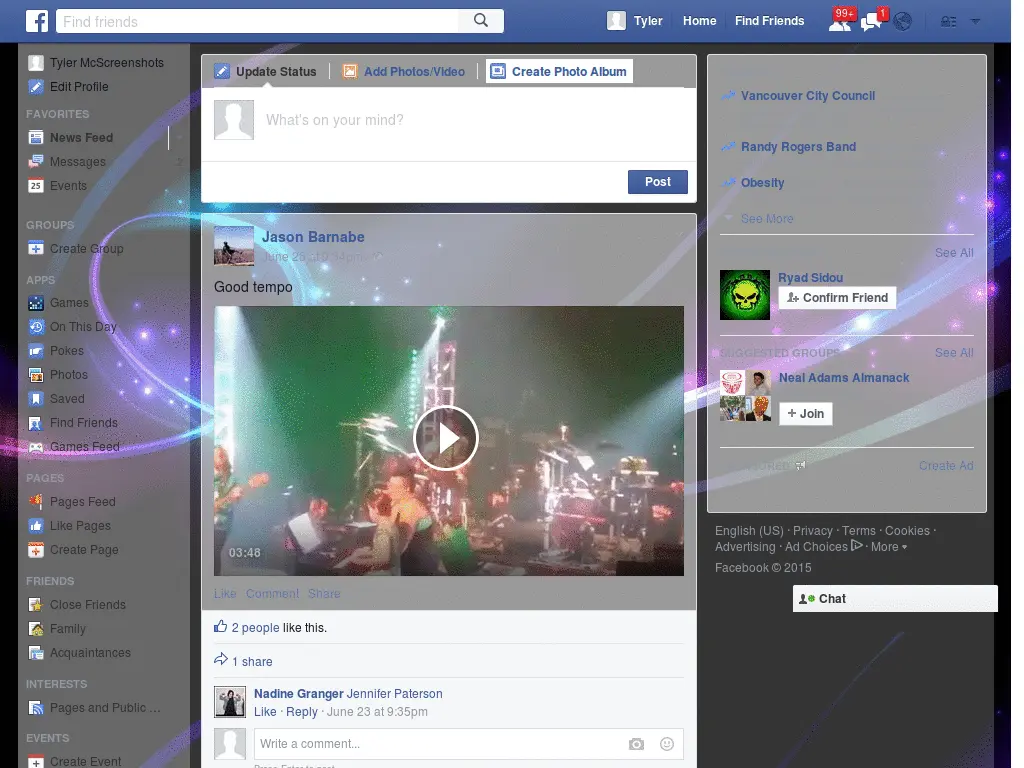 f
Find friends
Tyler
Home
Find Friends
99+
1
Tyler McScreenshots
Edit Profile
FAVORITES
News Feed
Messages
2
25
Events
GROUPS
Create Group
APPS
Games
On This Day
Pokes
Photos
Saved
Find Friends
Games Feed
PAGES
Pages Feed
Like Pages
Create Page
FRIENDS
Close Friends
Family
Acquaintances
INTERESTS
Pages and Public ...
EVENTS
Create Event
Update Status
Add Photos/Video
Create Photo Album
What's on your mind?
Post
Jason Barnabe
Good tempo
03:48
Like Comment Share
2 people like this.
1 share
Nadine Granger Jennifer Paterson
Like · Reply · June 23 at 9:35pm
Write a comment...
Press Enter to post.
Vancouver City Council
Randy Rogers Band
Obesity
See More
See All
Ryad Sidou
Confirm Friend
SUGGESTED GROUPS
See All
Neal Adams Almanack
+ Join
Create Ad
English (US) · Privacy · Terms · Cookies ·
Advertising · Ad Choices · More
Facebook © 2015
Chat